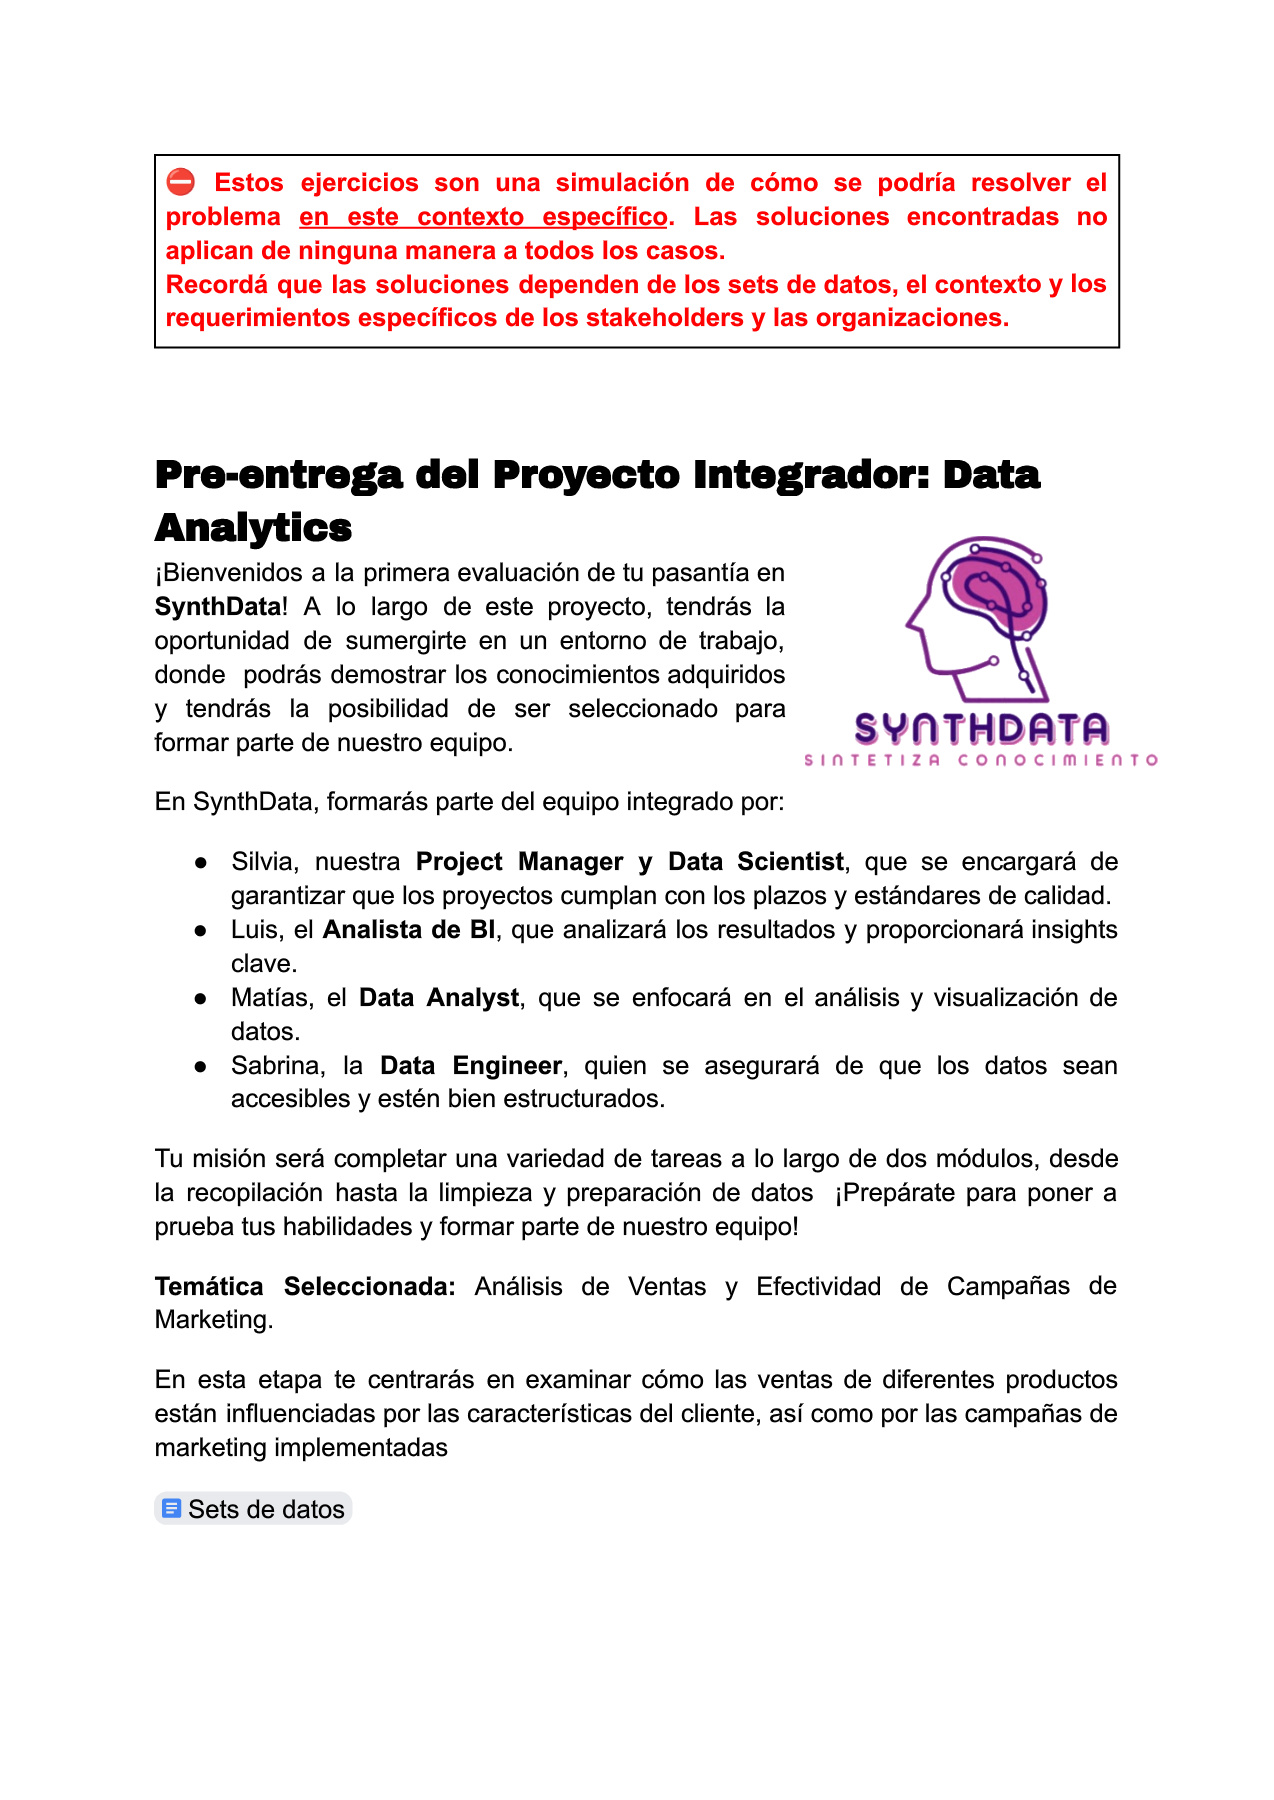 ⛔ Estos ejercicios son una simulación de cómo se podría resolver el
problema en este contexto específico. Las soluciones encontradas no
aplican de ninguna manera a todos los casos.
Recordá que las soluciones dependen de los sets de datos, el contexto y los
requerimientos específicos de los stakeholders y las organizaciones.
Pre-entrega del Proyecto Integrador: Data
Analytics
¡Bienvenidos a la primera evaluación de tu pasantía en
SynthData! A lo largo de este proyecto, tendrás la
oportunidad de sumergirte en un entorno de trabajo,
donde podrás demostrar los conocimientos adquiridos
y tendrás la posibilidad de ser seleccionado para
formar parte de nuestro equipo.
SYNTHDATA
SINTETIZA CONOCIMIENTO
En SynthData, formarás parte del equipo integrado por:
● Silvia, nuestra Project Manager y Data Scientist, que se encargará de
garantizar que los proyectos cumplan con los plazos y estándares de calidad.
● Luis, el Analista de BI, que analizará los resultados y proporcionará insights
clave.
● Matías, el Data Analyst, que se enfocará en el análisis y visualización de
datos.
● Sabrina, la Data Engineer, quien se asegurará de que los datos sean
accesibles y estén bien estructurados.
Tu misión será completar una variedad de tareas a lo largo de dos módulos, desde
la recopilación hasta la limpieza y preparación de datos ¡Prepárate para poner a
prueba tus habilidades y formar parte de nuestro equipo!
Temática Seleccionada: Análisis de Ventas y Efectividad de Campañas de
Marketing.
En esta etapa te centrarás en examinar cómo las ventas de diferentes productos
están influenciadas por las características del cliente, así como por las campañas de
marketing implementadas
Sets de datos